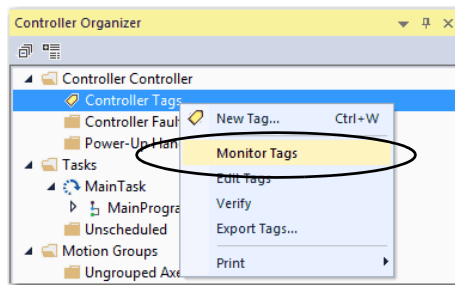 Controller Organizer
Controller Controller
Controller Tags
Controller Faul
New Tag... Ctrl+W
Power-Up Han
Monitor Tags
Tasks
Edit Tags
MainTask
Verify
MainProgra
Unscheduled
Export Tags...
Motion Groups
Print
Ungrouped Axe